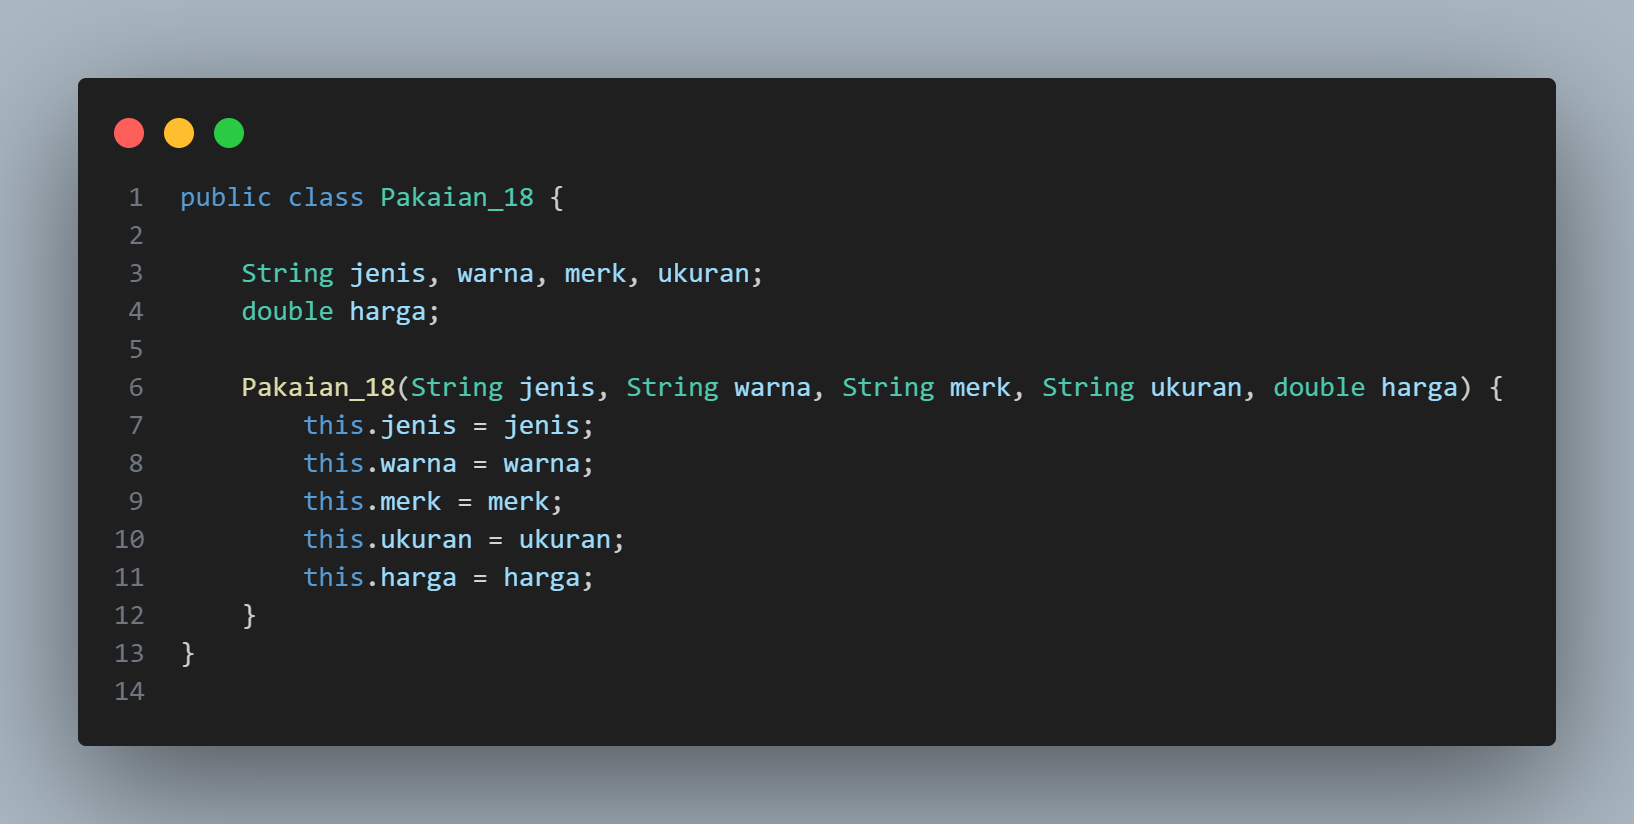 1 public class Pakaian_18 {
2
3     String jenis, warna, merk, ukuran;
4     double harga;
5
6     Pakaian_18(String jenis, String warna, String merk, String ukuran, double harga) {
7         this.jenis = jenis;
8         this.warna = warna;
9         this.merk = merk;
10         this.ukuran = ukuran;
11         this.harga = harga;
12     }
13 }
14